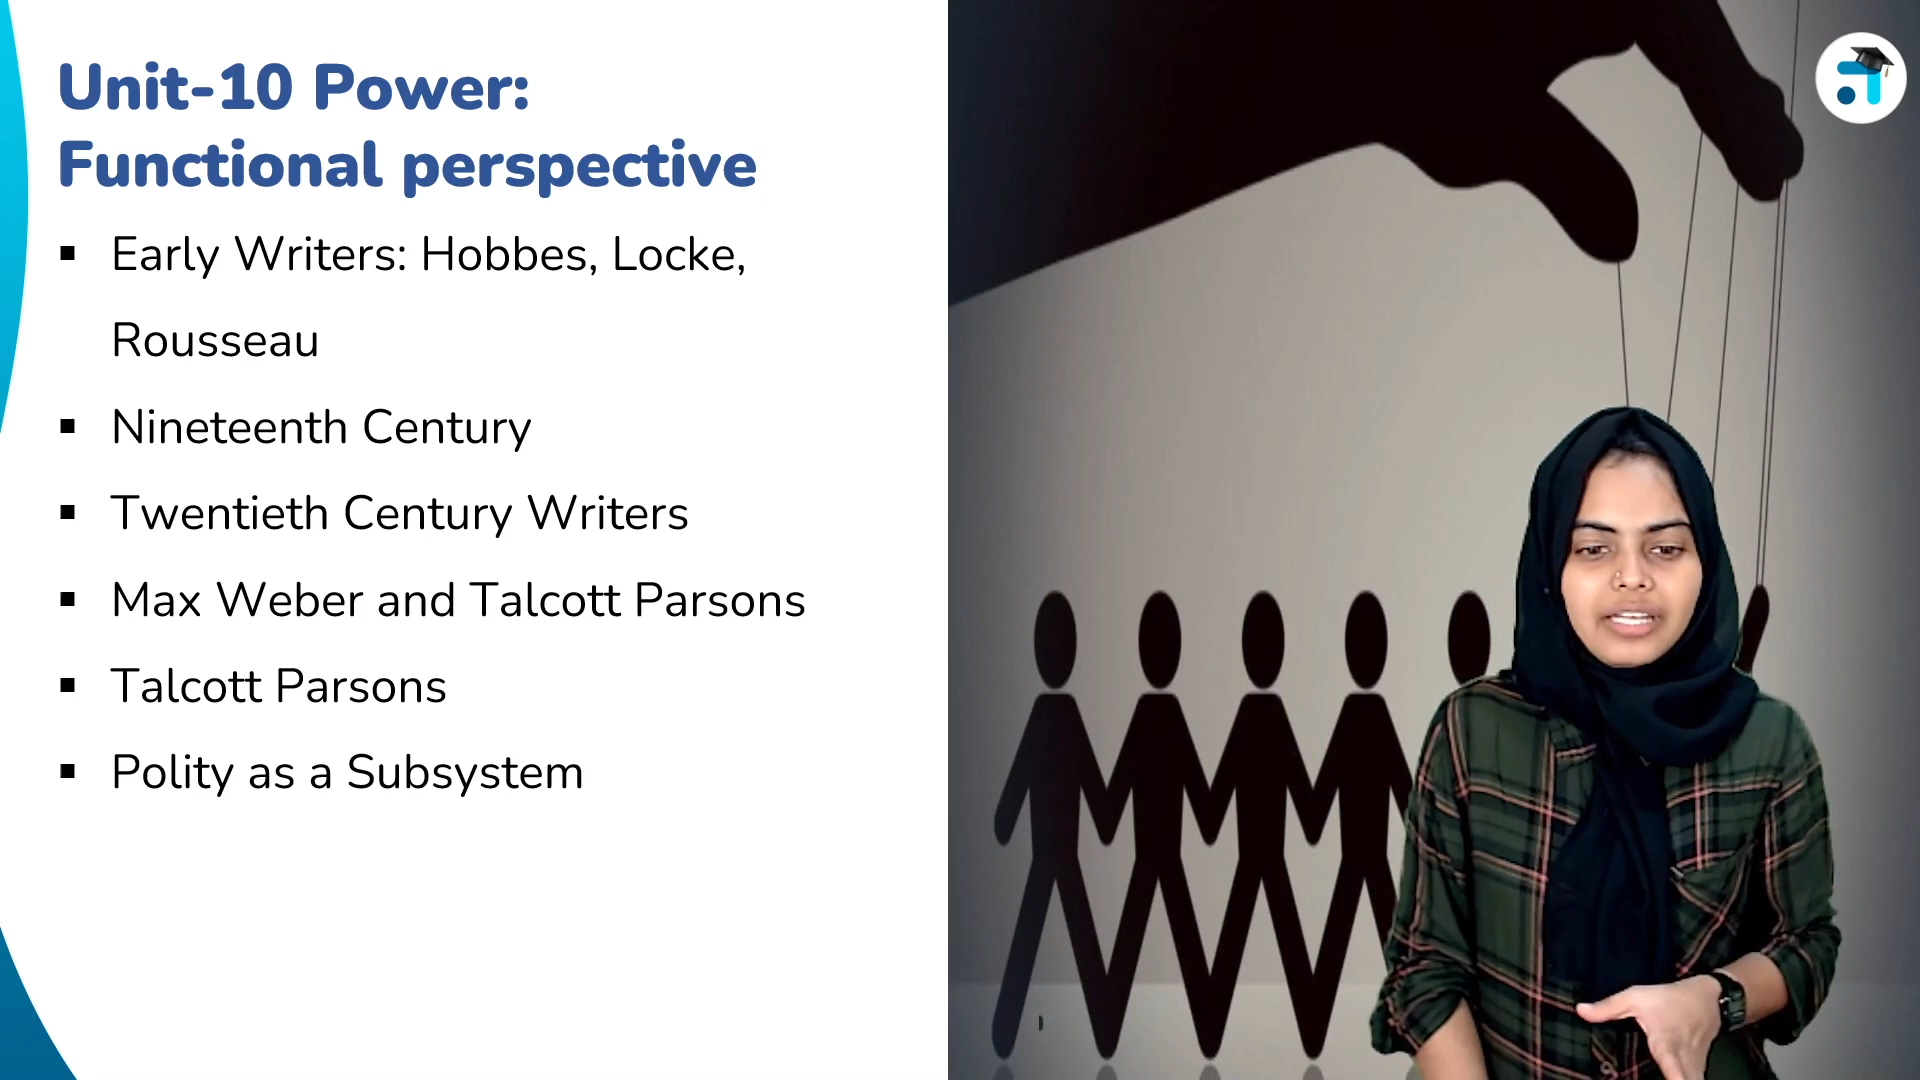 Unit-10 Power:
Functional perspective
▪ Early Writers: Hobbes, Locke,
Rousseau
▪ Nineteenth Century
▪ Twentieth Century Writers
▪ Max Weber and Talcott Parsons
▪ Talcott Parsons
▪ Polity as a Subsystem